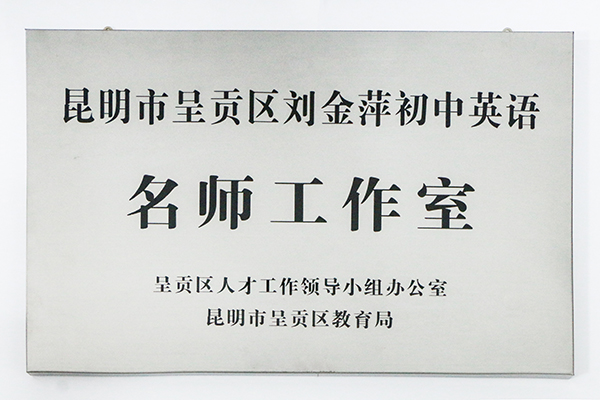 昆明市呈贡区刘金萍初中英语
名师工作室
呈贡区人才工作领导小组办公室
昆明市呈贡区教育局